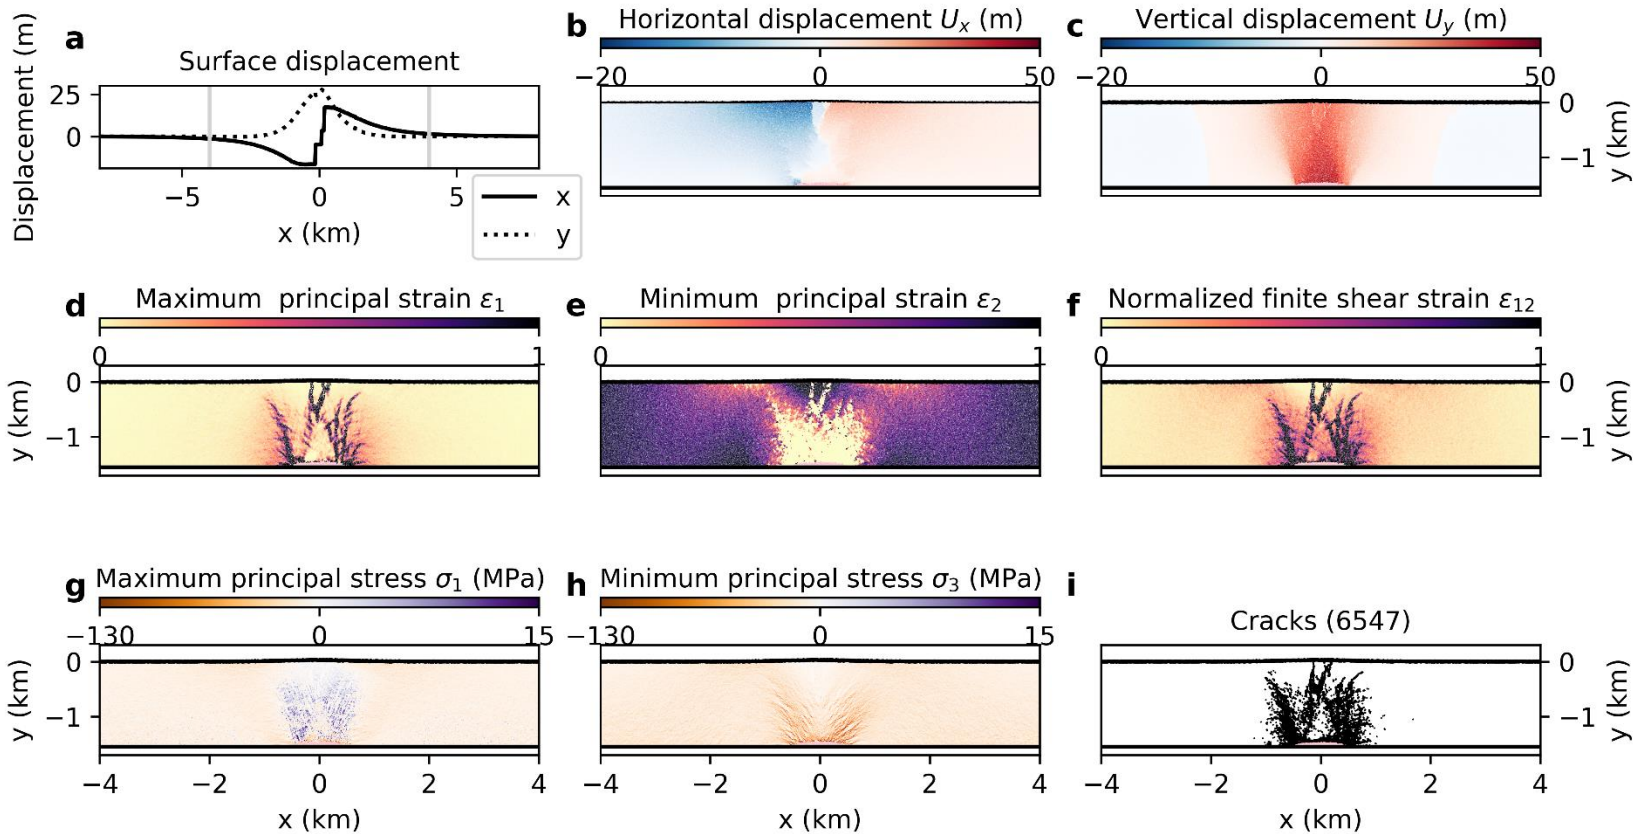 a
Surface displacement
Displacement (m)
25
0
−5
0
5
x (km)
x
y
b
Horizontal displacement Ux (m)
−20
0
50
c
Vertical displacement Uy (m)
−20
0
50
0
−1
y (km)
d
Maximum principal strain ε1
0
1
0
−1
y (km)
e
Minimum principal strain ε2
0
1
f
Normalized finite shear strain ε12
0
1
0
−1
y (km)
g
Maximum principal stress σ1 (MPa)
−130
0
15
0
−1
y (km)
−4
−2
0
2
4
x (km)
h
Minimum principal stress σ3 (MPa)
−130
0
15
−4
−2
0
2
4
x (km)
i
Cracks (6547)
0
−1
y (km)
−4
−2
0
2
4
x (km)